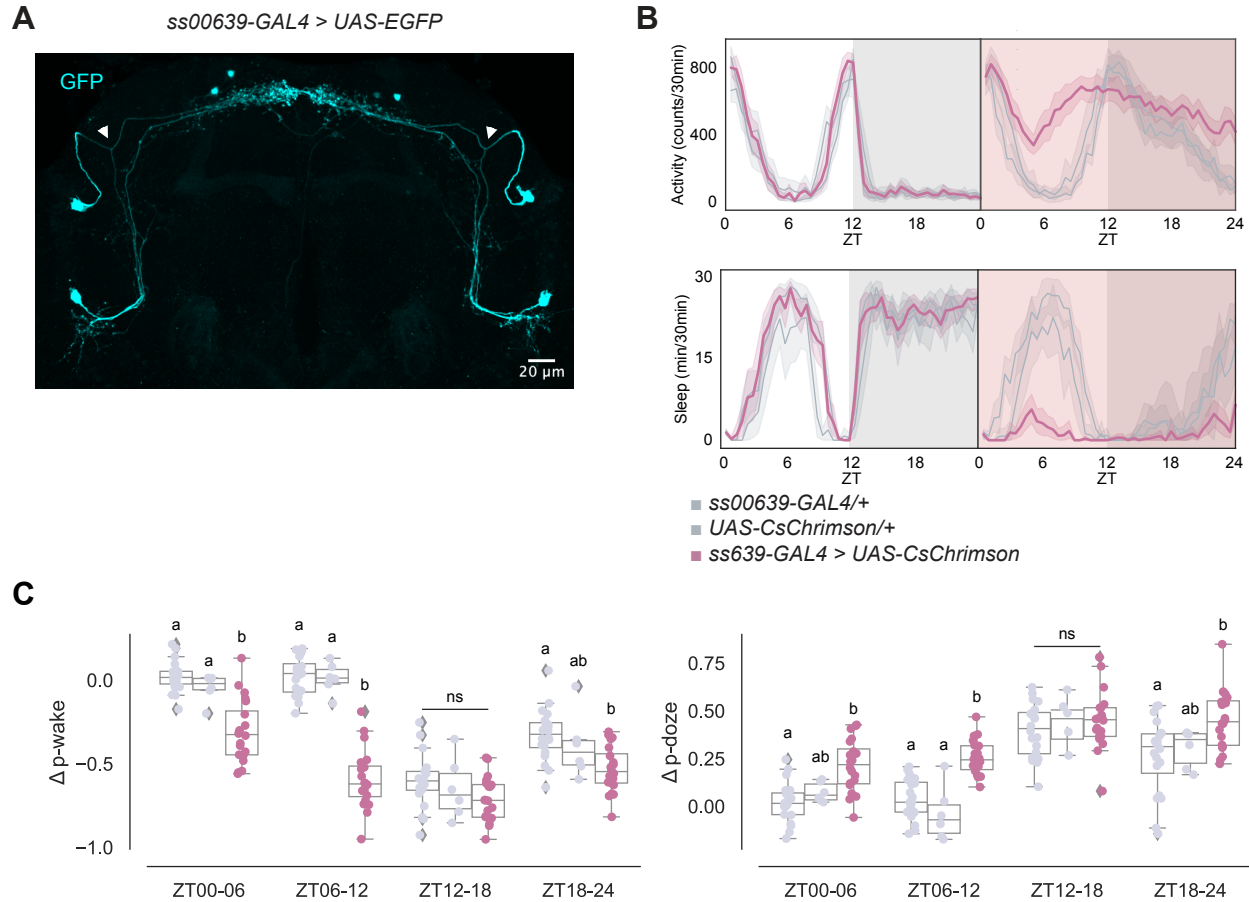 A
ss00639-GAL4 > UAS-EGFP
GFP
20 µm
B
Activity (counts/30min)
800
400
0
0 6 12 18 0 6 12 18 24
ZT ZT
Sleep (min/30min)
30
15
0
0 6 12 18 0 6 12 18 24
ZT ZT
ss00639-GAL4/+
UAS-CsChrimson/+
ss639-GAL4 > UAS-CsChrimson
C
Δ p-wake
0.0
−0.5
−1.0
a a b a a b ns a ab b
ZT00-06 ZT06-12 ZT12-18 ZT18-24
Δ p-doze
0.75
0.50
0.25
0.00
a ab b a a b ns a ab b
ZT00-06 ZT06-12 ZT12-18 ZT18-24